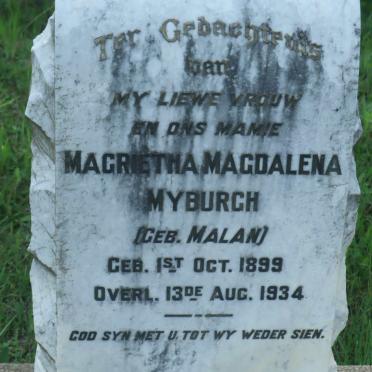 Ter Gedachtenis
van
MY LIEWE VROUW
EN ONS MAMIE
MAGRIETHA MAGDALENA
MYBURGH
(GEB. MALAN)
GEB. 1ST OCT. 1899
OVERL. 13DE AUG. 1934
GOD SYN MET U TOT WY WEDER SIEN.